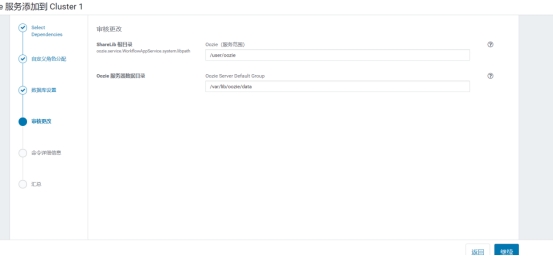 服务添加到 Cluster 1
Select
Dependencies
自定义角色分配
数据库设置
审核更改
命令详细信息
汇总
审核更改
ShareLib 根目录
oozie.service.WorkflowAppService.system.libpath
Oozie（服务范围）
/user/oozie
Oozie 服务器数据目录
Oozie Server Default Group
/var/lib/oozie/data
返回
继续